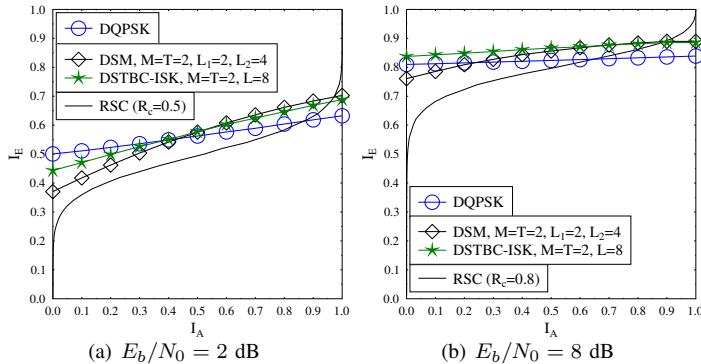 1.0
0.9
0.8
0.7
0.6
0.5
0.4
0.3
0.2
0.1
0.0
I_E
DQPSK
DSM, M=T=2, L_1=2, L_2=4
DSTBC-ISK, M=T=2, L=8
RSC (R_c=0.5)
0.0 0.1 0.2 0.3 0.4 0.5 0.6 0.7 0.8 0.9 1.0
I_A
(a) E_b/N_0 = 2 dB
1.0
0.9
0.8
0.7
0.6
0.5
0.4
0.3
0.2
0.1
0.0
I_E
DQPSK
DSM, M=T=2, L_1=2, L_2=4
DSTBC-ISK, M=T=2, L=8
RSC (R_c=0.8)
0.0 0.1 0.2 0.3 0.4 0.5 0.6 0.7 0.8 0.9 1.0
I_A
(b) E_b/N_0 = 8 dB